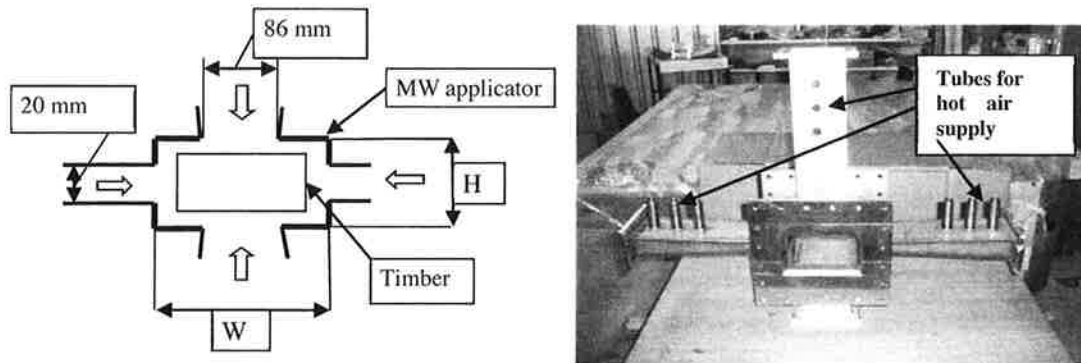 86 mm
20 mm
MW applicator
H
Timber
W
Tubes for
hot air
supply